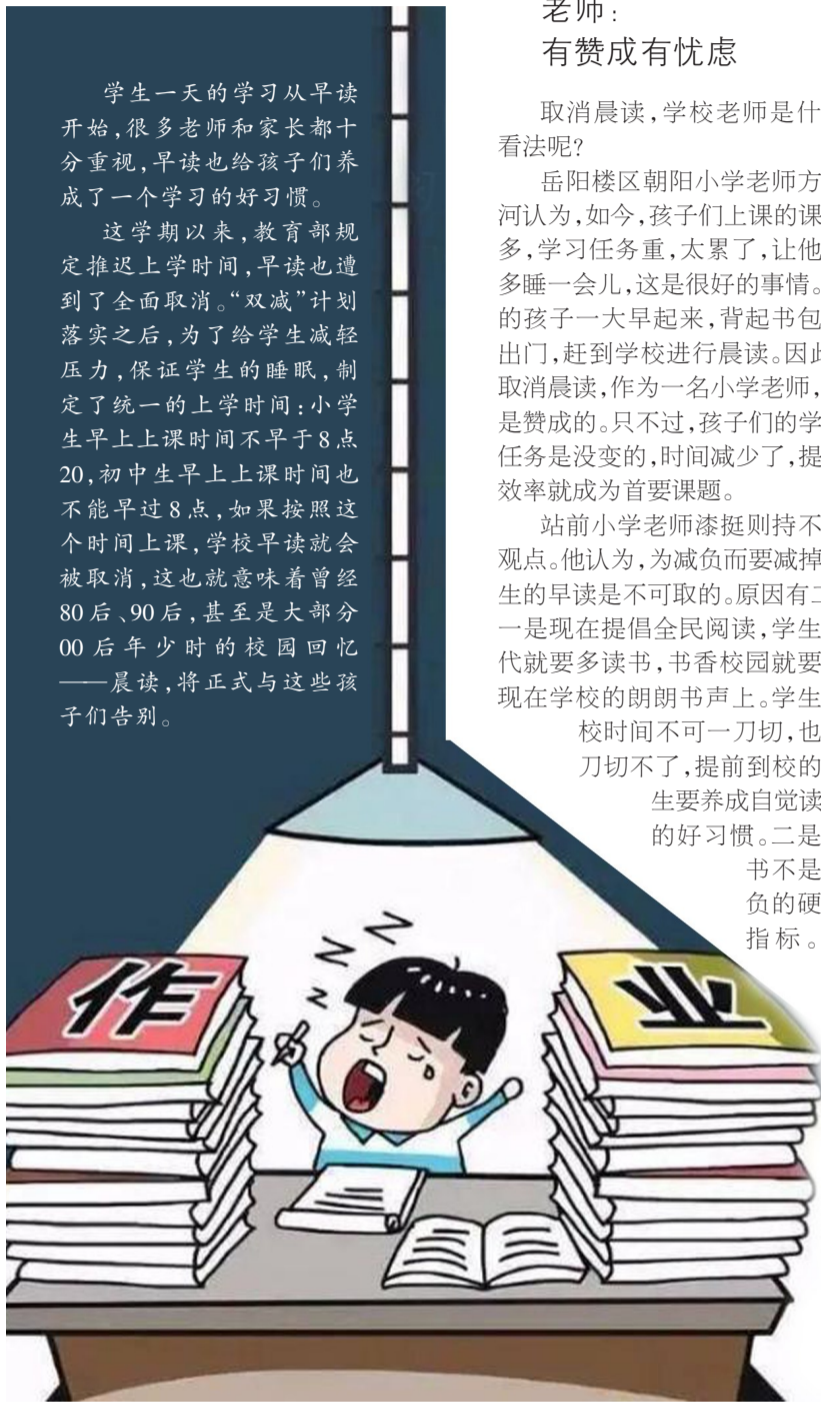 学生一天的学习从早读
开始,很多老师和家长都十
分重视,早读也给孩子们养
成了一个学习的好习惯。
这学期以来,教育部规
定推迟上学时间,早读也遭
到了全面取消。“双减”计划
落实之后,为了给学生减轻
压力,保证学生的睡眠,制
定了统一的上学时间:小学
生早上上课时间不早于8点
20,初中生早上上课时间也
不能早过8点,如果按照这
个时间上课,学校早读就会
被取消,这也就意味着曾经
80后、90后,甚至是大部分
00后年少时的校园回忆
——晨读,将正式与这些孩
子们告别。
老师:
有赞成有忧虑
取消晨读,学校老师是什
看法呢?
岳阳楼区朝阳小学老师方
河认为,如今,孩子们上课的课
多,学习任务重,太累了,让他
多睡一会儿,这是很好的事情。
的孩子一大早起来,背起书包
出门,赶到学校进行晨读。因
取消晨读,作为一名小学老师,
是赞成的。只不过,孩子们的学
任务是没变的,时间减少了,提
效率就成为首要课题。
站前小学老师漆挺则持不
观点。他认为,为减负而要减掉
生的早读是不可取的。原因有
一是现在提倡全民阅读,学生
代就要多读书,书香校园就要
现在学校的朗朗书声上。学生
校时间不可一刀切,也
刀切不了,提前到校的
生要养成自觉读
的好习惯。二是
书不是
负的硬
指标。
作
业